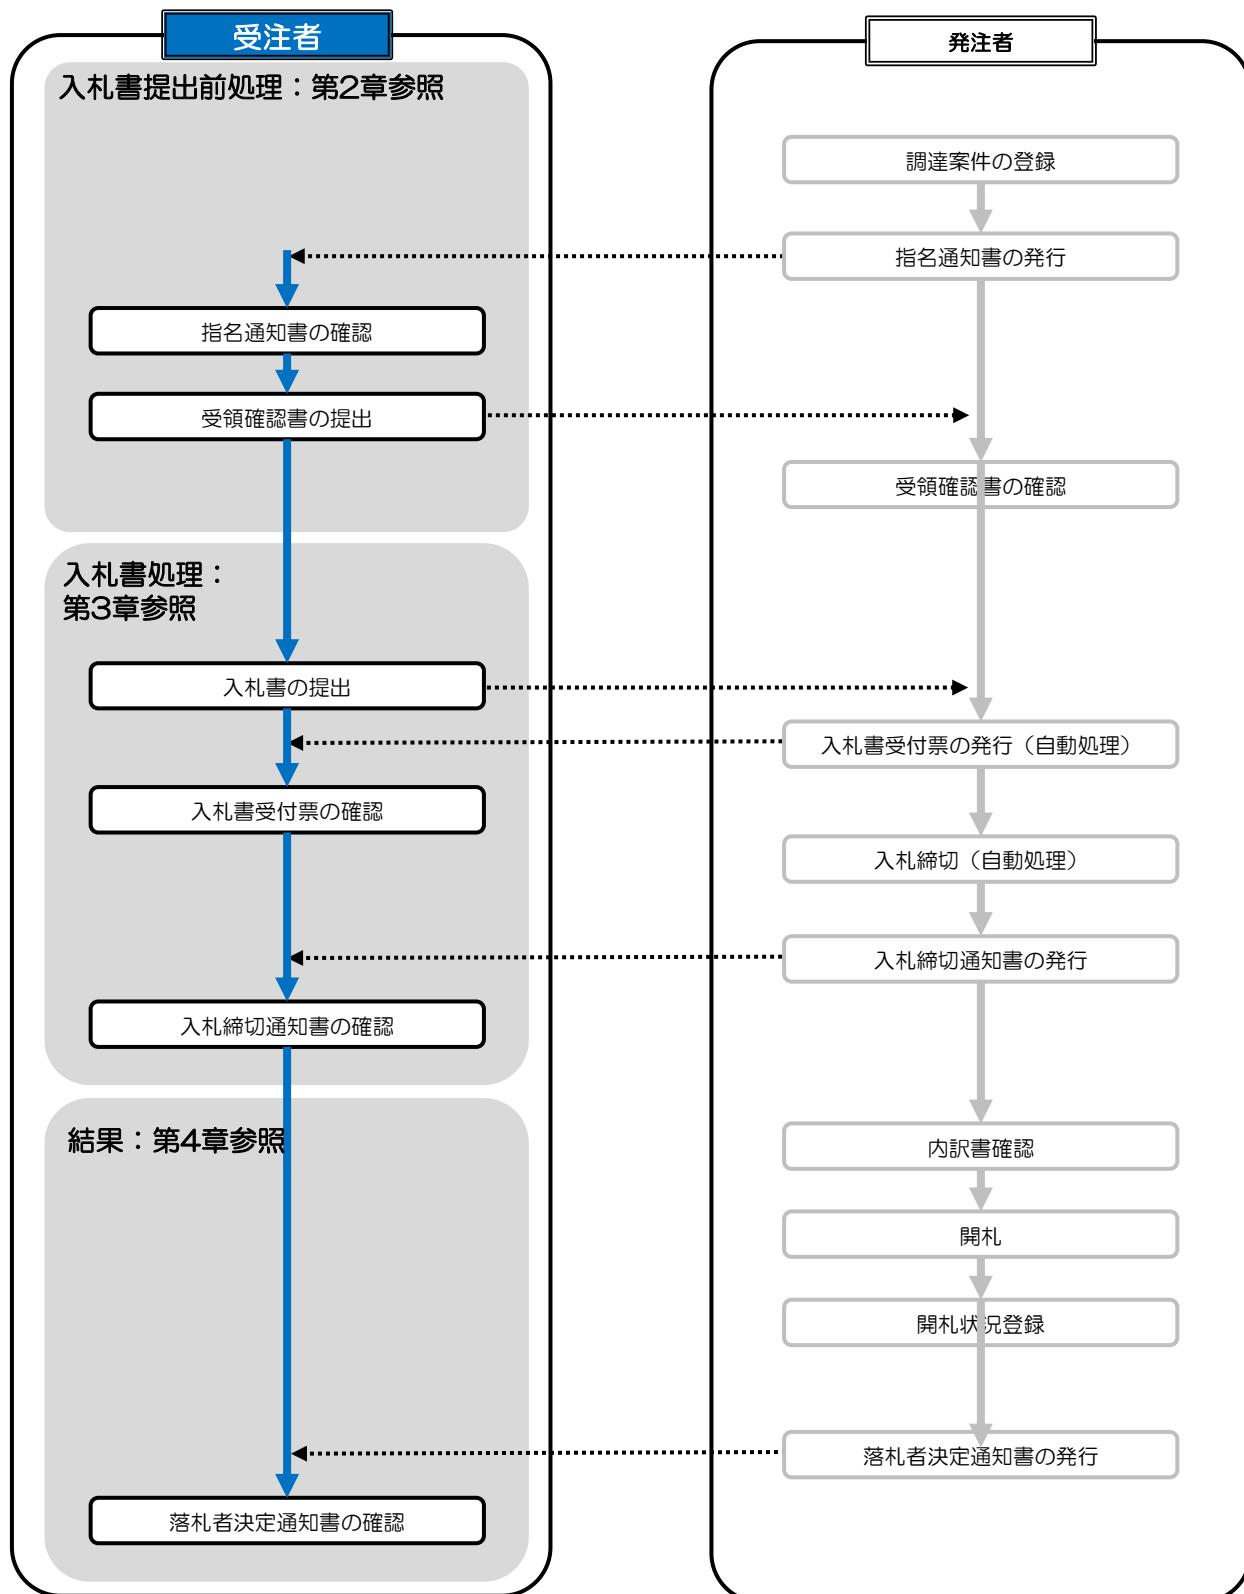 受注者
入札書提出前処理：第2章参照
指名通知書の確認
受領確認書の提出
入札書処理：
第3章参照
入札書の提出
入札書受付票の確認
入札締切通知書の確認
結果：第4章参照
落札者決定通知書の確認
発注者
調達案件の登録
指名通知書の発行
受領確認書の確認
入札書受付票の発行（自動処理）
入札締切（自動処理）
入札締切通知書の発行
内訳書確認
開札
開札状況登録
落札者決定通知書の発行